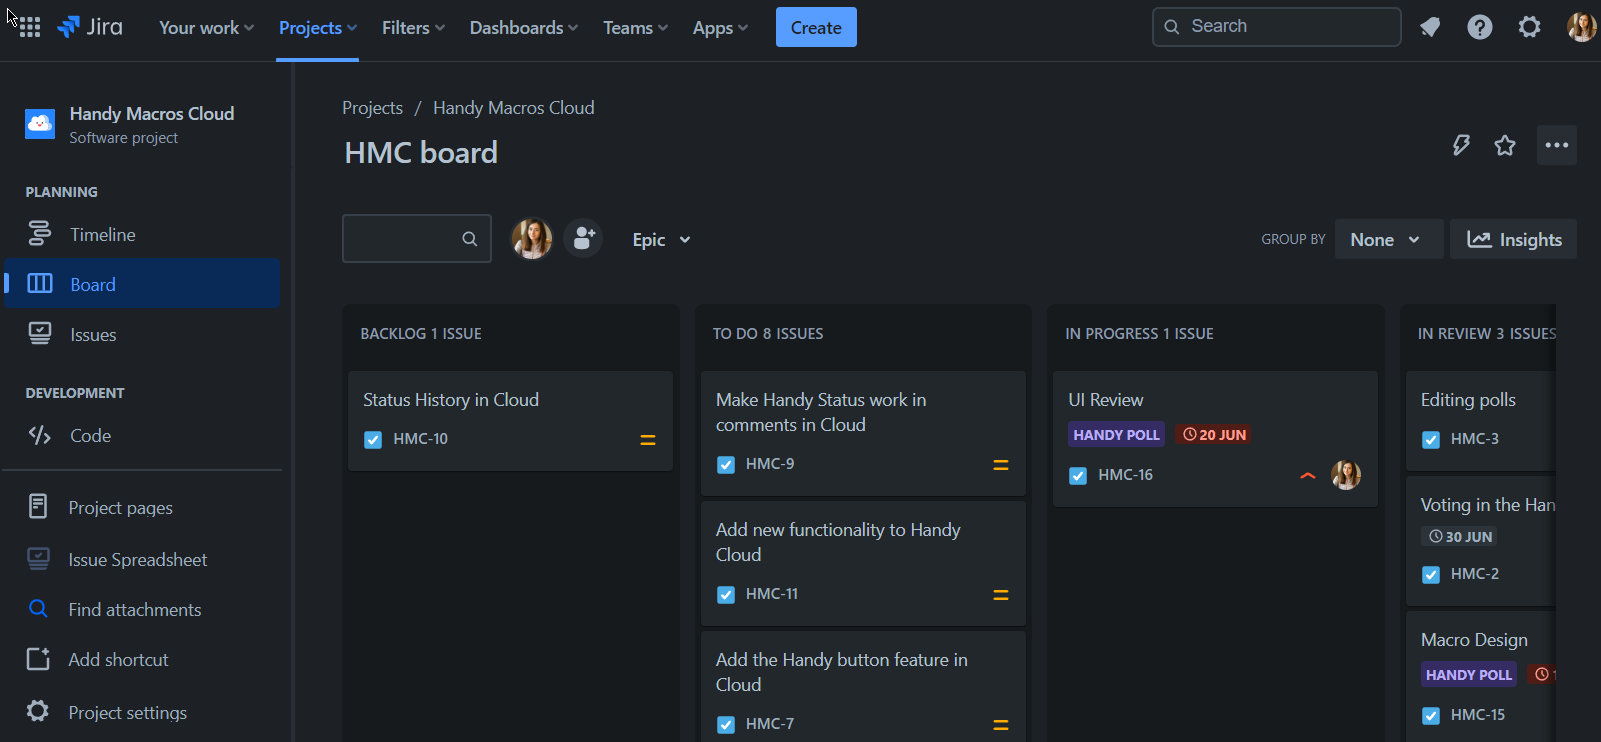 Jira
Your work
Projects
Filters
Dashboards
Teams
Apps
Create
Search
Handy Macros Cloud
Software project
PLANNING
Timeline
Board
Issues
DEVELOPMENT
Code
Project pages
Issue Spreadsheet
Find attachments
Add shortcut
Project settings
Projects / Handy Macros Cloud
HMC board
Epic
GROUP BY
None
Insights
BACKLOG 1 ISSUE
Status History in Cloud
HMC-10
TO DO 8 ISSUES
Make Handy Status work in
comments in Cloud
HMC-9
Add new functionality to Handy
Cloud
HMC-11
Add the Handy button feature in
Cloud
HMC-7
IN PROGRESS 1 ISSUE
UI Review
HANDY POLL
20 JUN
HMC-16
IN REVIEW 3 ISSUES
Editing polls
HMC-3
Voting in the Han
30 JUN
HMC-2
Macro Design
HANDY POLL
HMC-15